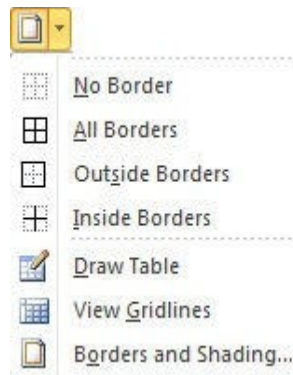 No Border
All Borders
Outside Borders
Inside Borders
Draw Table
View Gridlines
Borders and Shading...